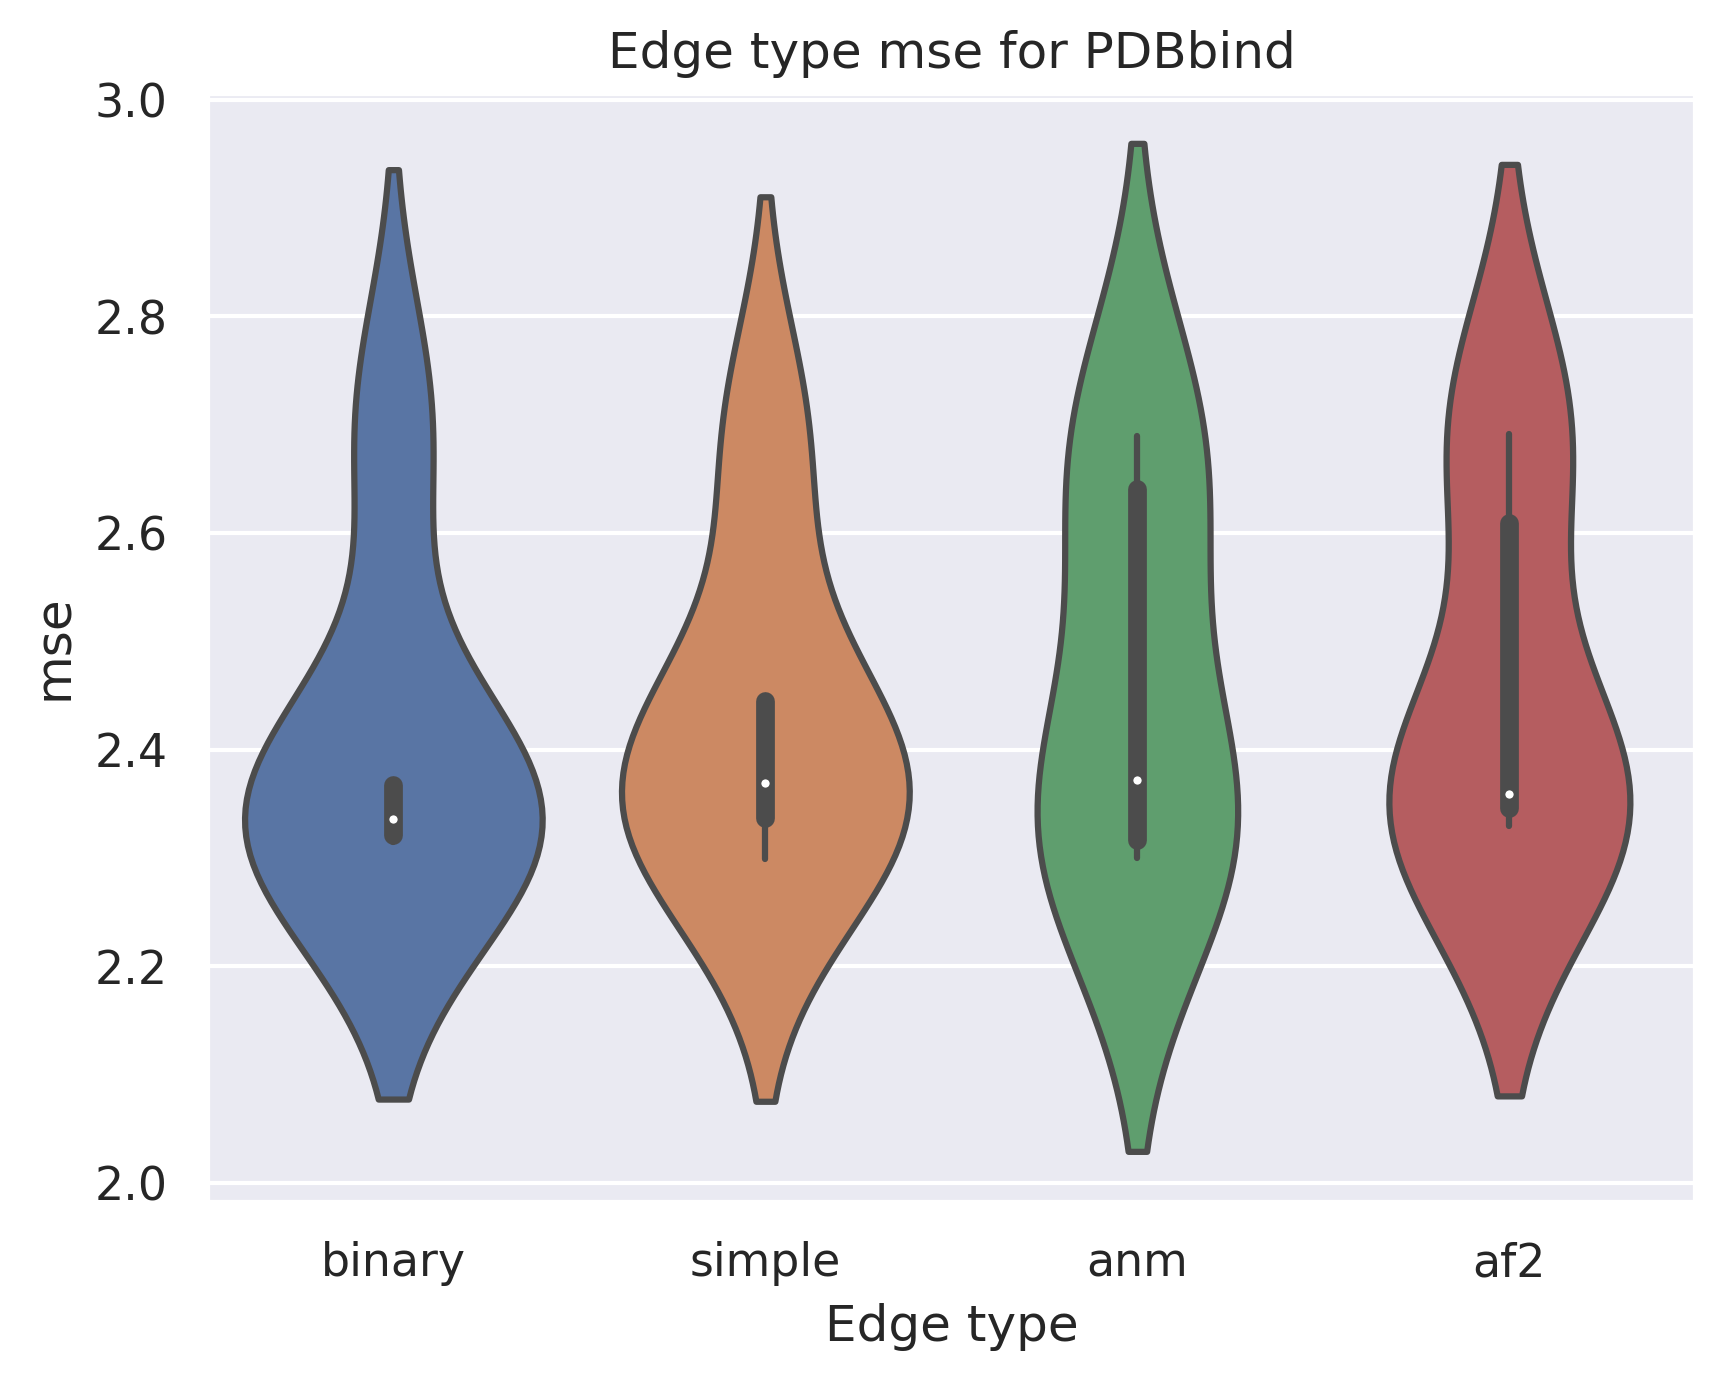 Edge type mse for PDBbind
3.0
2.8
2.6
2.4
2.2
2.0
mse
binary simple anm af2
Edge type